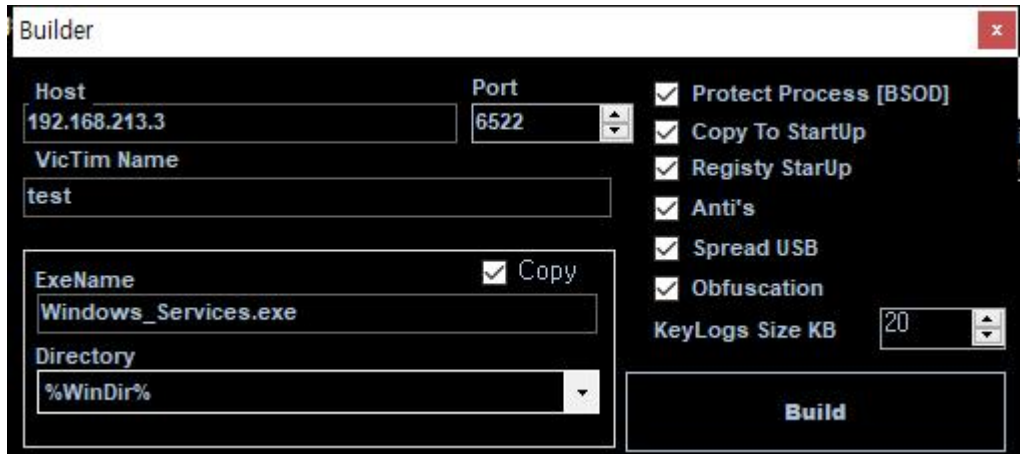 Builder
x
Host
192.168.213.3
Port
6522
VicTim Name
test
Copy
ExeName
Windows_Services.exe
Directory
%WinDir%
Protect Process [BSOD]
Copy To StartUp
Registy StarUp
Anti's
Spread USB
Obfuscation
KeyLogs Size KB
20
Build